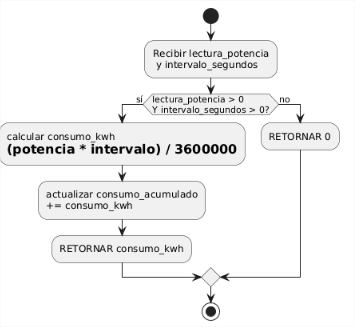 Recibir lectura_potencia
y intervalo_segundos
sí
lectura_potencia > 0
Y intervalo_segundos > 0?
no
calcular consumo_kwh
(potencia * intervalo) / 3600000
RETORNAR 0
actualizar consumo_acumulado
+= consumo_kwh
RETORNAR consumo_kwh